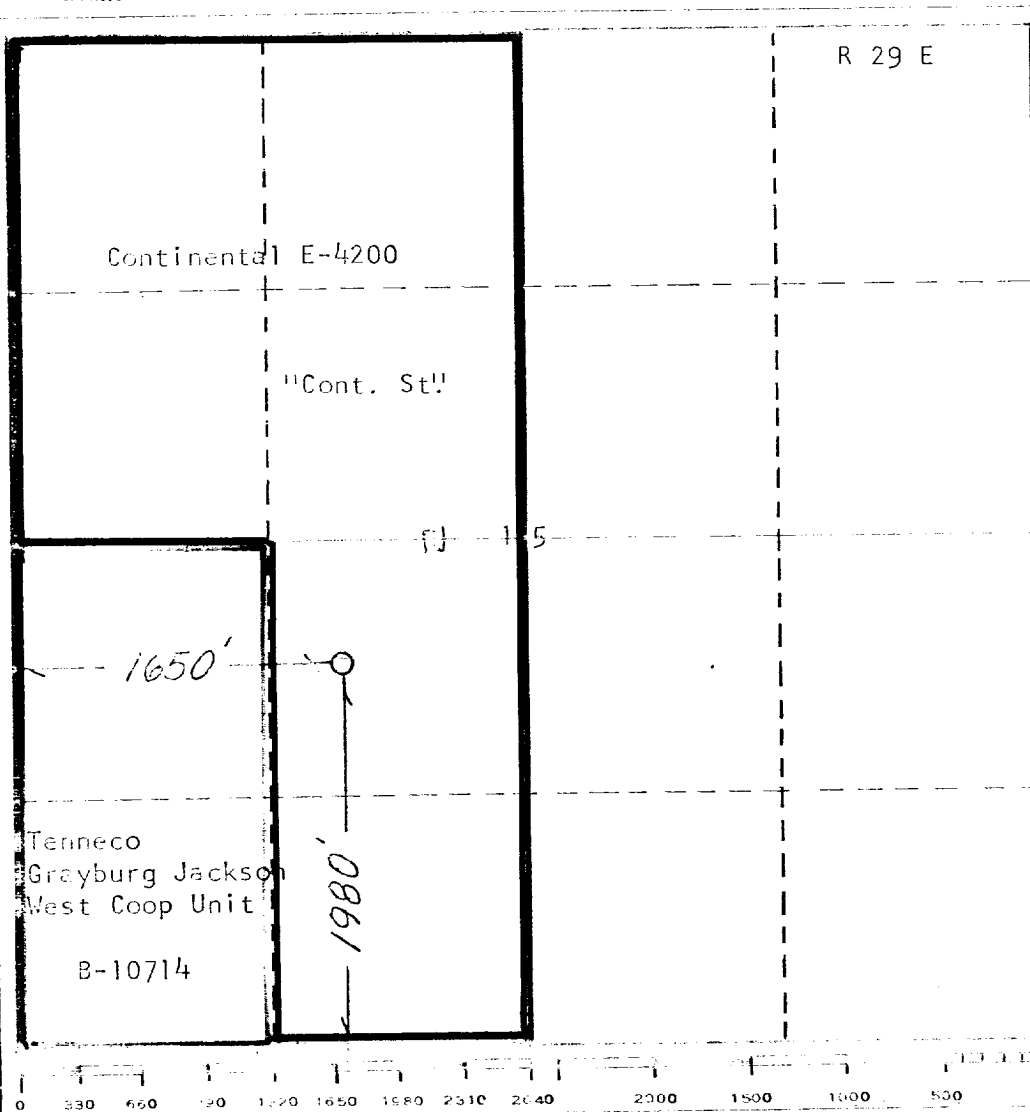 R 29 E
Continental E-4200
"Cont. St".
15
1650'
1980'
Tenneco
Grayburg Jackson
West Coop Unit
B-10714
0 330 660 1320 1650 1980 2310 2640 2000 1500 1000 500